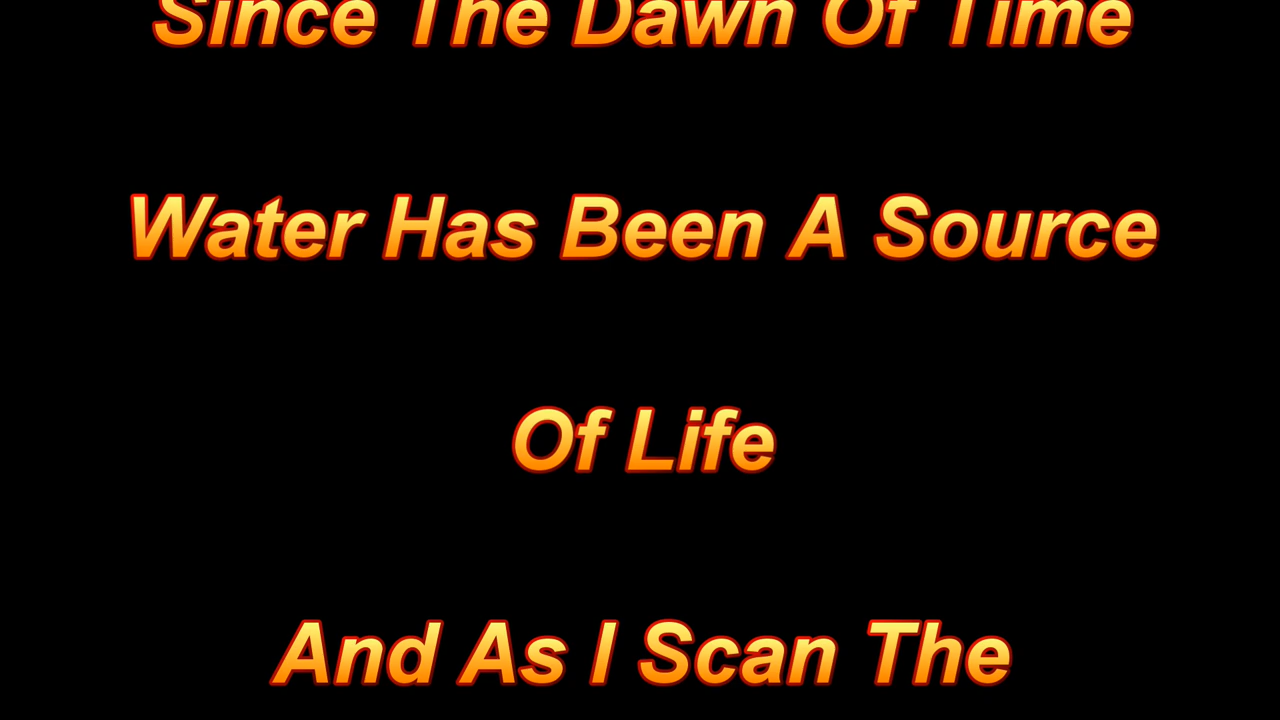 Since The Dawn Of Time
Water Has Been A Source
Of Life
And As I Scan The